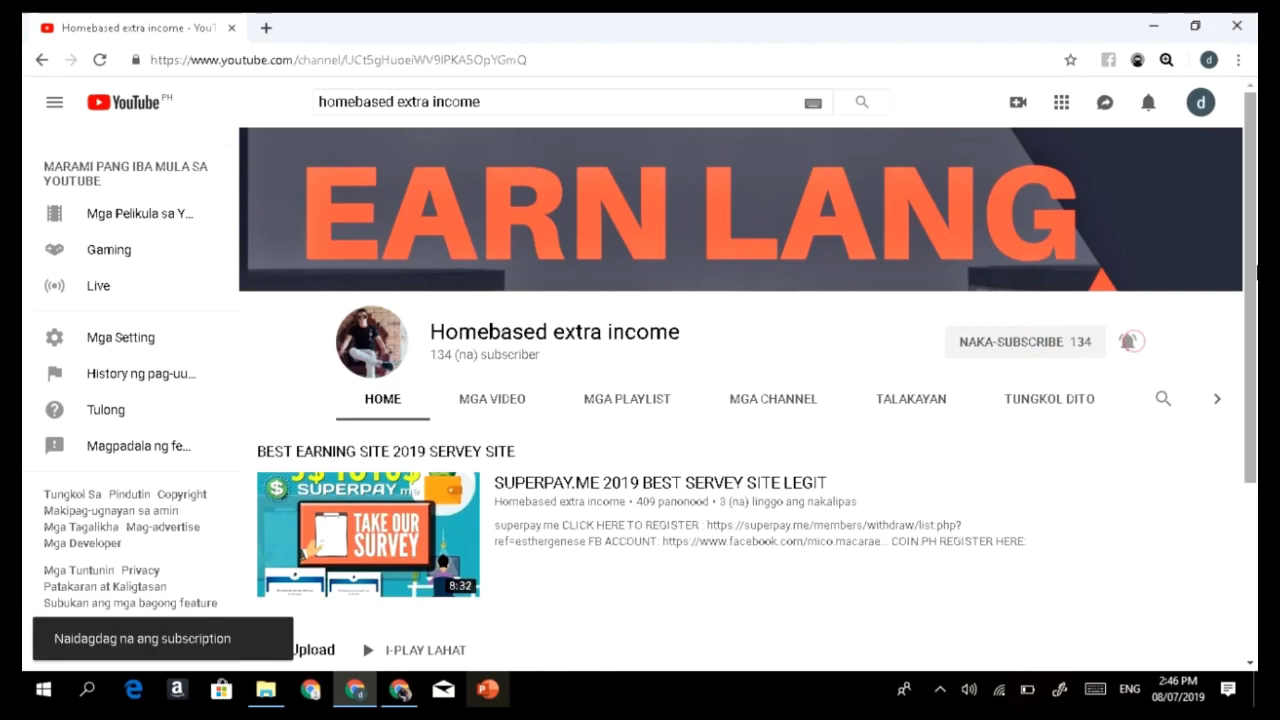 Homebased extra income - YouT
https://www.youtube.com/channel/UCt5gHuoeiWV9IPKA5OpYGmQ
YouTube PH
homebased extra income
d
MARAMI PANG IBA MULA SA
YOUTUBE
Mga Pelikula sa Y...
Gaming
Live
Mga Setting
History ng pag-uu...
Tulong
Magpadala ng fe...
Tungkol Sa Pindutin Copyright
Makipag-ugnayan sa amin
Mga Tagalikha Mag-advertise
Mga Developer
Mga Tuntunin Privacy
Patakaran at Kaligtasan
Subukan ang mga bagong feature
Naidagdag na ang subscription
EARN LANG
Homebased extra income
134 (na) subscriber
NAKA-SUBSCRIBE 134
HOME MGA VIDEO MGA PLAYLIST MGA CHANNEL TALAKAYAN TUNGKOL DITO
BEST EARNING SITE 2019 SERVEY SITE
SUPERPAY.me
TAKE OUR
SURVEY
8:32
SUPERPAY.ME 2019 BEST SERVEY SITE LEGIT
Homebased extra income • 409 panonood • 3 (na) linggo ang nakalipas
superpay.me CLICK HERE TO REGISTER : https://superpay.me/members/withdraw/list.php?
ref=esthergenese FB ACCOUNT: https://www.facebook.com/mico.macarae... COIN.PH REGISTER HERE:
Upload I-PLAY LAHAT
ENG
2:46 PM
08/07/2019